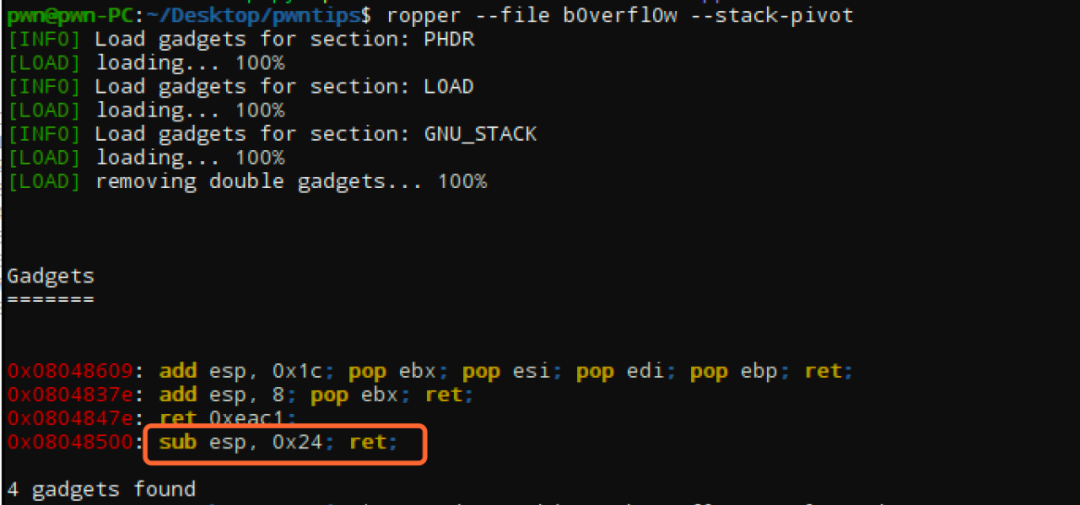 pwn@pwn-PC:~/Desktop/pwntips$ ropper --file b0verfl0w --stack-pivot
[INFO] Load gadgets for section: PHDR
[LOAD] loading... 100%
[INFO] Load gadgets for section: LOAD
[LOAD] loading... 100%
[INFO] Load gadgets for section: GNU_STACK
[LOAD] loading... 100%
[LOAD] removing double gadgets... 100%
Gadgets
=======
0x08048609: add esp, 0x1c; pop ebx; pop esi; pop edi; pop ebp; ret;
0x0804837e: add esp, 8; pop ebx; ret;
0x0804847e: ret 0xeac1;
0x08048500: sub esp, 0x24; ret;
4 gadgets found